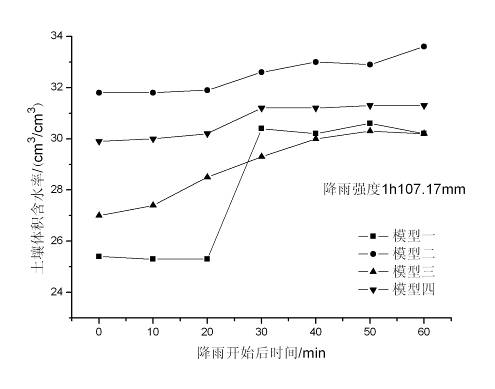 34
32
30
28
26
24
土壤体积含水率/(cm³/cm³)
降雨强度1h107.17mm
模型一
模型二
模型三
模型四
0 10 20 30 40 50 60
降雨开始后时间/min